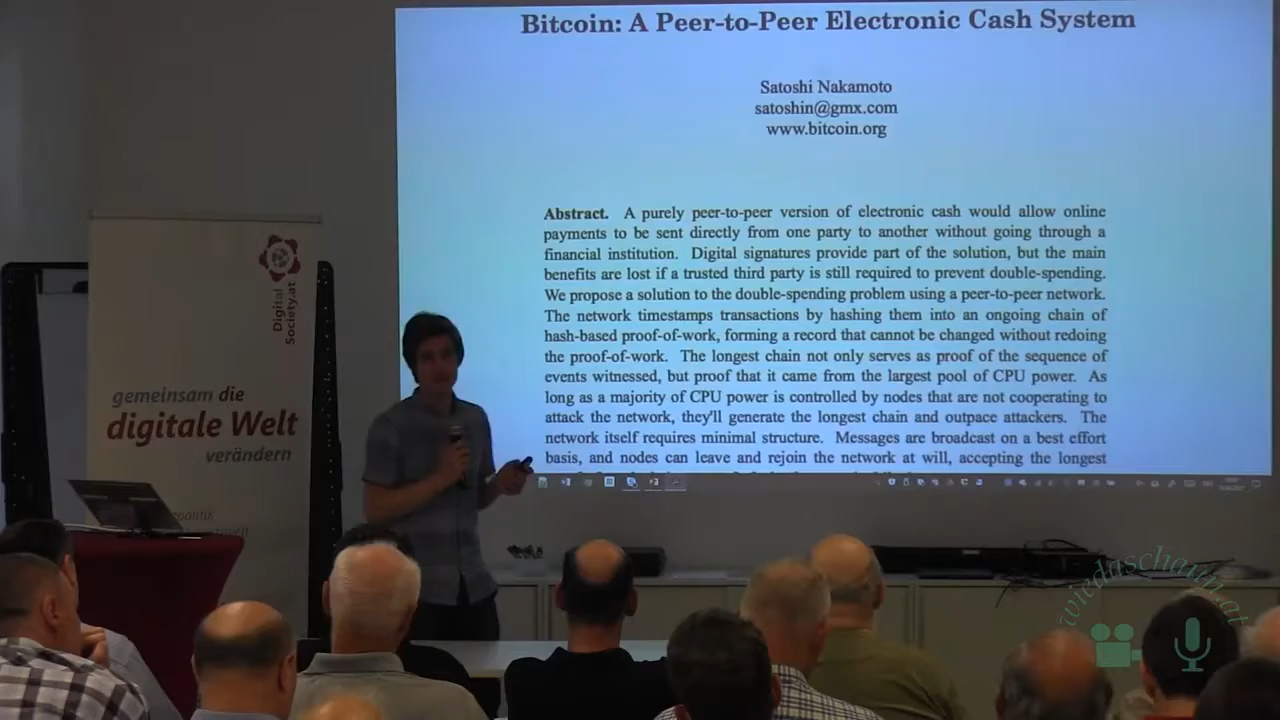 Bitcoin: A Peer-to-Peer Electronic Cash System
Satoshi Nakamoto
satoshin@gmx.com
www.bitcoin.org
Abstract. A purely peer-to-peer version of electronic cash would allow online
payments to be sent directly from one party to another without going through a
financial institution. Digital signatures provide part of the solution, but the main
benefits are lost if a trusted third party is still required to prevent double-spending.
We propose a solution to the double-spending problem using a peer-to-peer network.
The network timestamps transactions by hashing them into an ongoing chain of
hash-based proof-of-work, forming a record that cannot be changed without redoing
the proof-of-work. The longest chain not only serves as proof of the sequence of
events witnessed, but proof that it came from the largest pool of CPU power. As
long as a majority of CPU power is controlled by nodes that are not cooperating to
attack the network, they'll generate the longest chain and outpace attackers. The
network itself requires minimal structure. Messages are broadcast on a best effort
basis, and nodes can leave and rejoin the network at will, accepting the longest
Digital
Society.at
gemeinsam die
digitale Welt
verändern
wiedaschaun.at